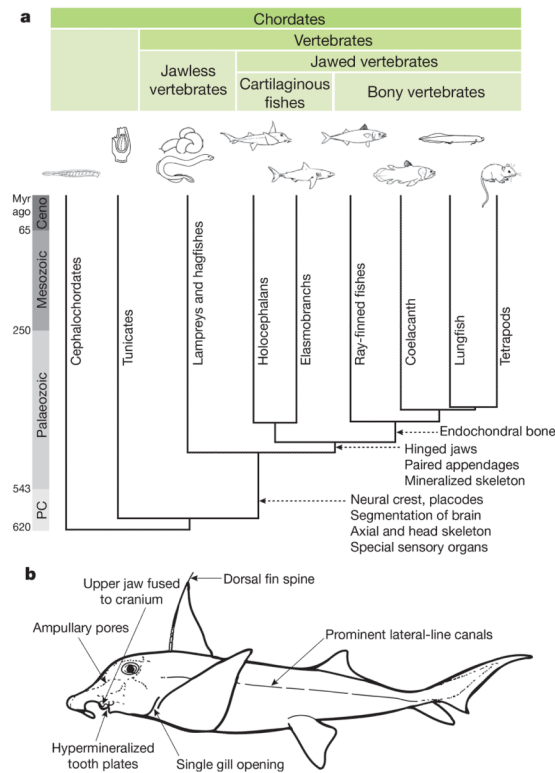 a
Chordates
Vertebrates
Jawless
vertebrates
Jawed vertebrates
Cartilaginous
fishes
Bony vertebrates
Myr
ago
65
250
543
620
Ceno
Mesozoic
Palaeozoic
PC
Cephalochordates
Tunicates
Lampreys and hagfishes
Holocephalans
Elasmobranchs
Ray-finned fishes
Coelacanth
Lungfish
Tetrapods
Endochondral bone
Hinged jaws
Paired appendages
Mineralized skeleton
Neural crest, placodes
Segmentation of brain
Axial and head skeleton
Special sensory organs
b
Upper jaw fused
to cranium
Dorsal fin spine
Ampullary pores
Prominent lateral-line canals
Hypermineralized
tooth plates
Single gill opening